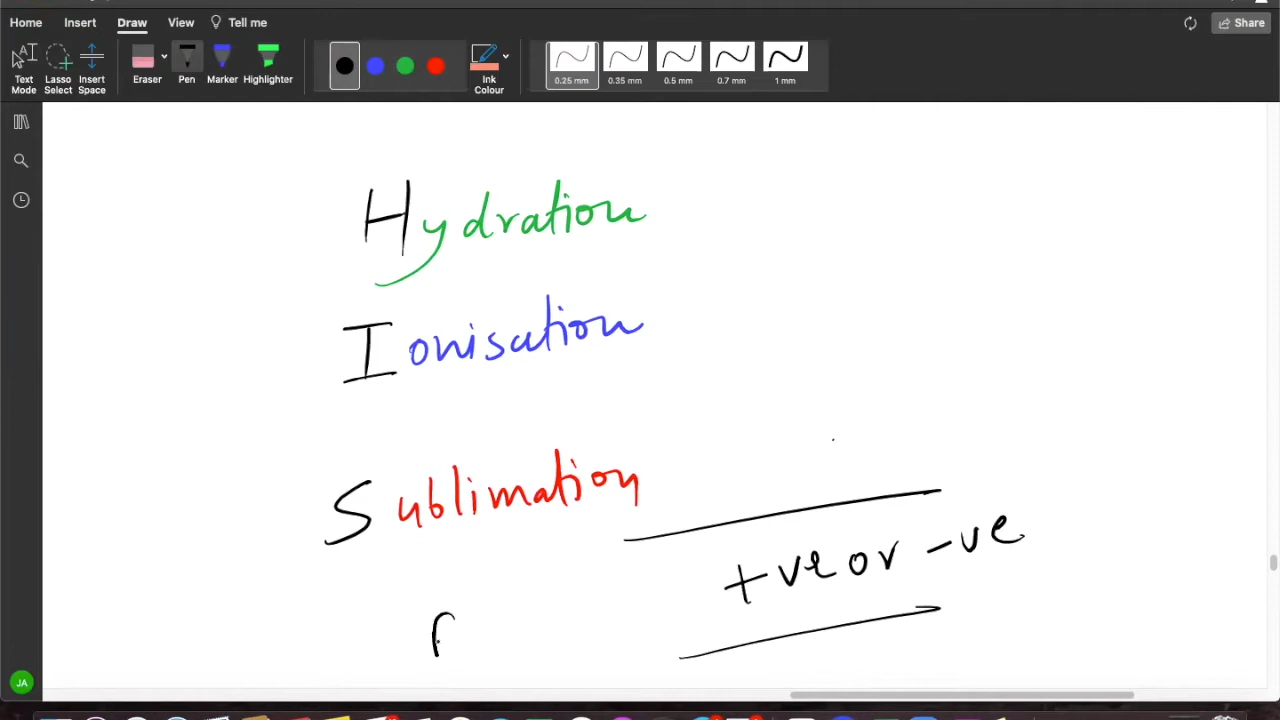 Home Insert Draw View Tell me
Share
Text Mode Lasso Select Insert Space Eraser Pen Marker Highlighter Ink Colour 0.25 mm 0.35 mm 0.5 mm 0.7 mm 1 mm
Hydration
Ionisation
Sublimation
+ve or -ve
JA